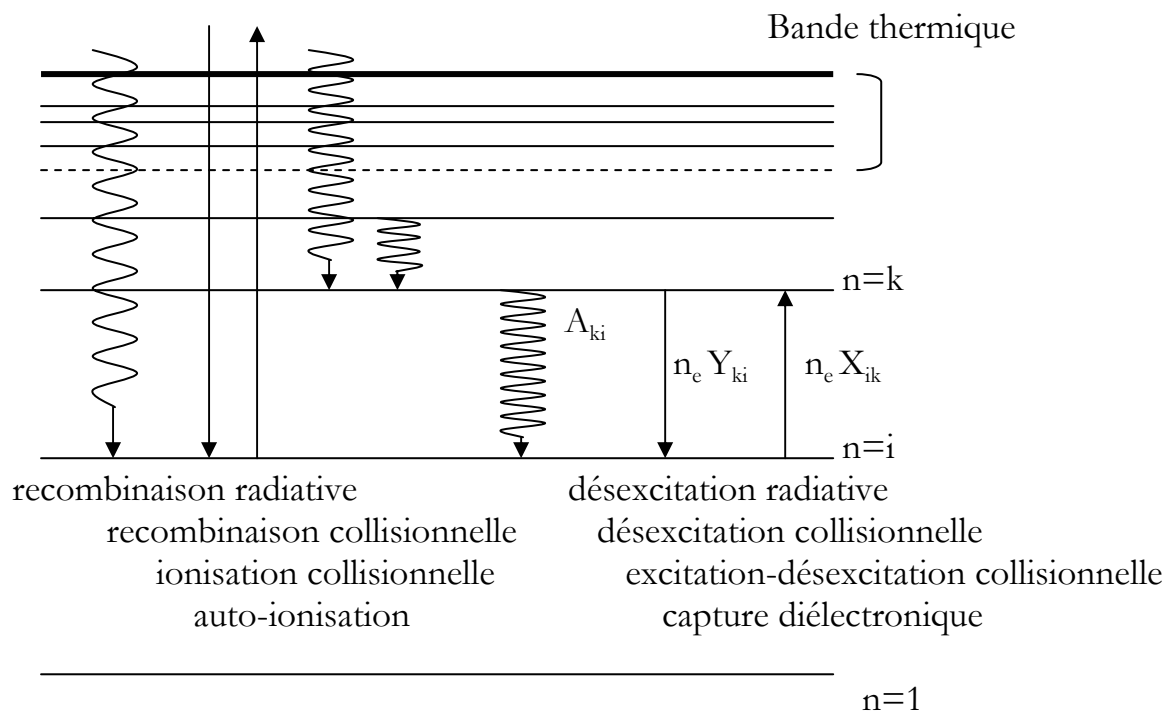 Bande thermique
n=k
A_ki
n_e Y_ki
n_e X_ik
n=i
recombinaison radiative
recombinaison collisionnelle
ionisation collisionnelle
auto-ionisation
désexcitation radiative
désexcitation collisionnelle
excitation-désexcitation collisionnelle
capture diélectronique
n=1